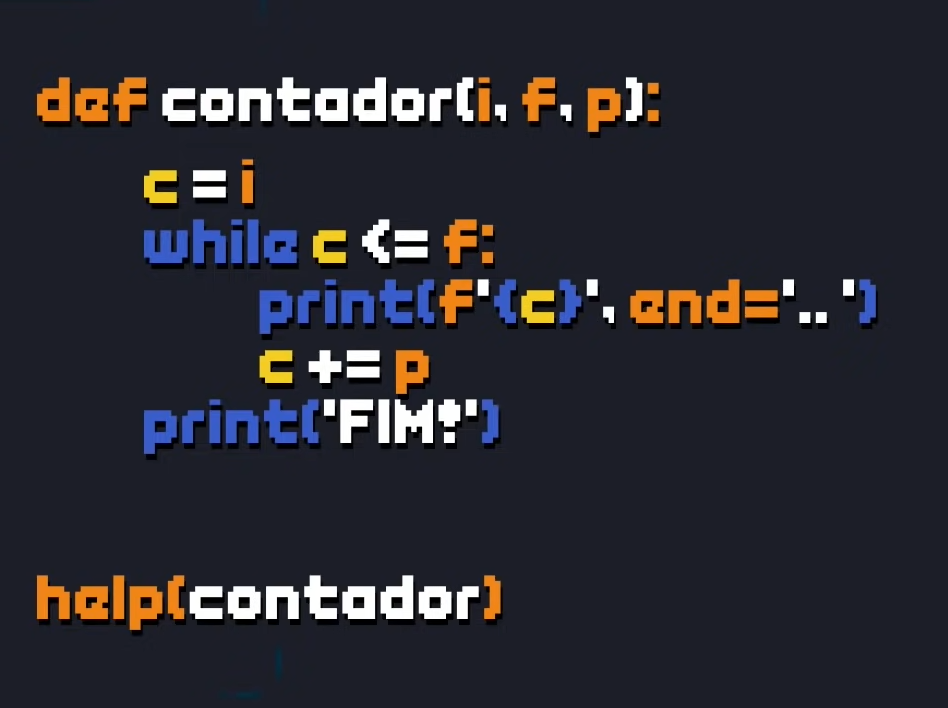 def contador(i, f, p):
    c = i
    while c <= f:
        print(f'{c}', end='.. ')
        c += p
    print('FIM!')
help(contador)